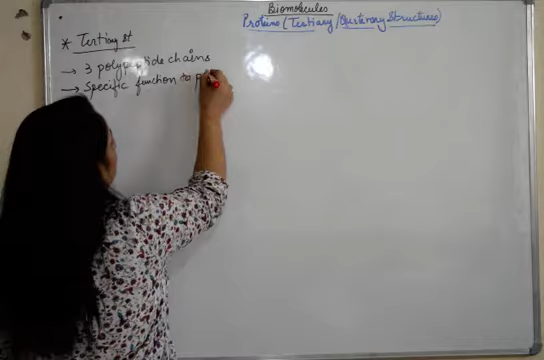 Biomolecules
Proteins (Tertiary / Quaternary Structures)
* Tertiary st
→ 3 polypeptide chains
→ Specific function to P